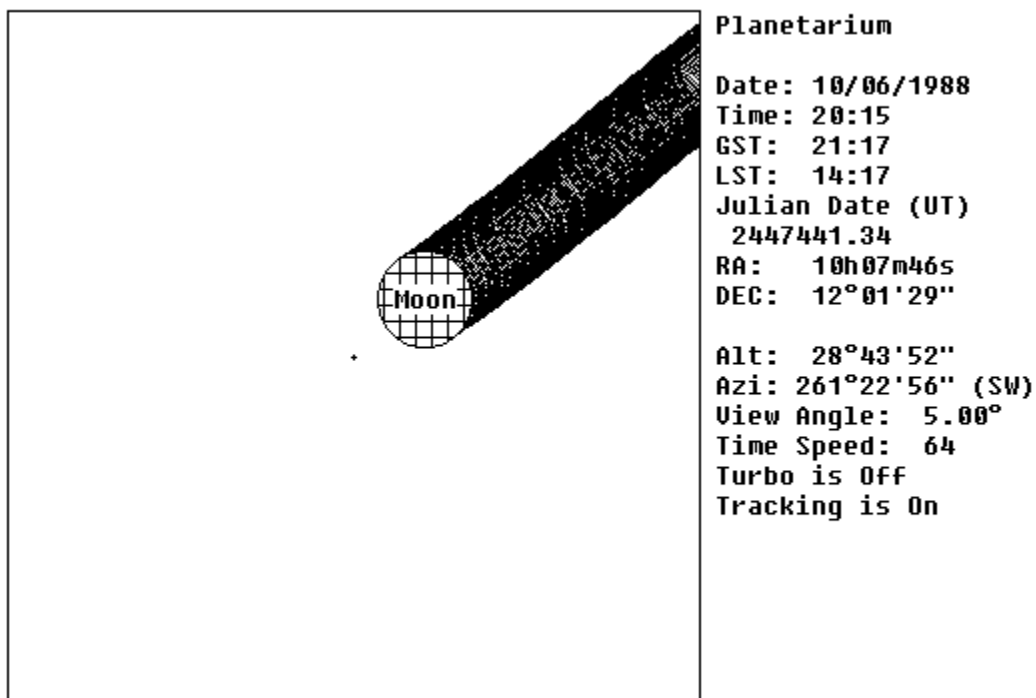 Planetarium
Date: 10/06/1988
Time: 20:15
GST: 21:17
LST: 14:17
Julian Date (UT)
2447441.34
RA: 10h07m46s
DEC: 12°01'29"
Moon
Alt: 28°43'52"
Azi: 261°22'56" (SW)
View Angle: 5.00°
Time Speed: 64
Turbo is Off
Tracking is On